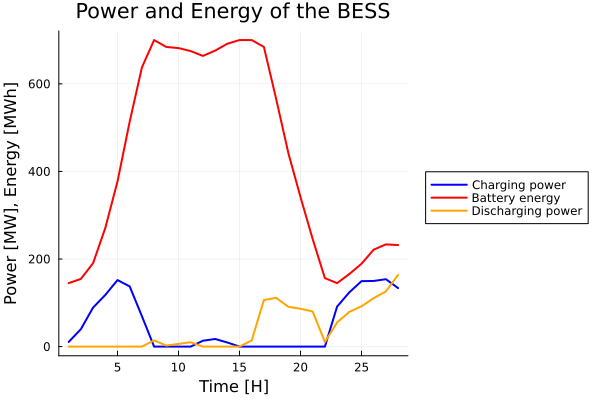 Power and Energy of the BESS
Power [MW], Energy [MWh]
600
400
200
0
5
10
15
20
25
Time [H]
Charging power
Battery energy
Discharging power